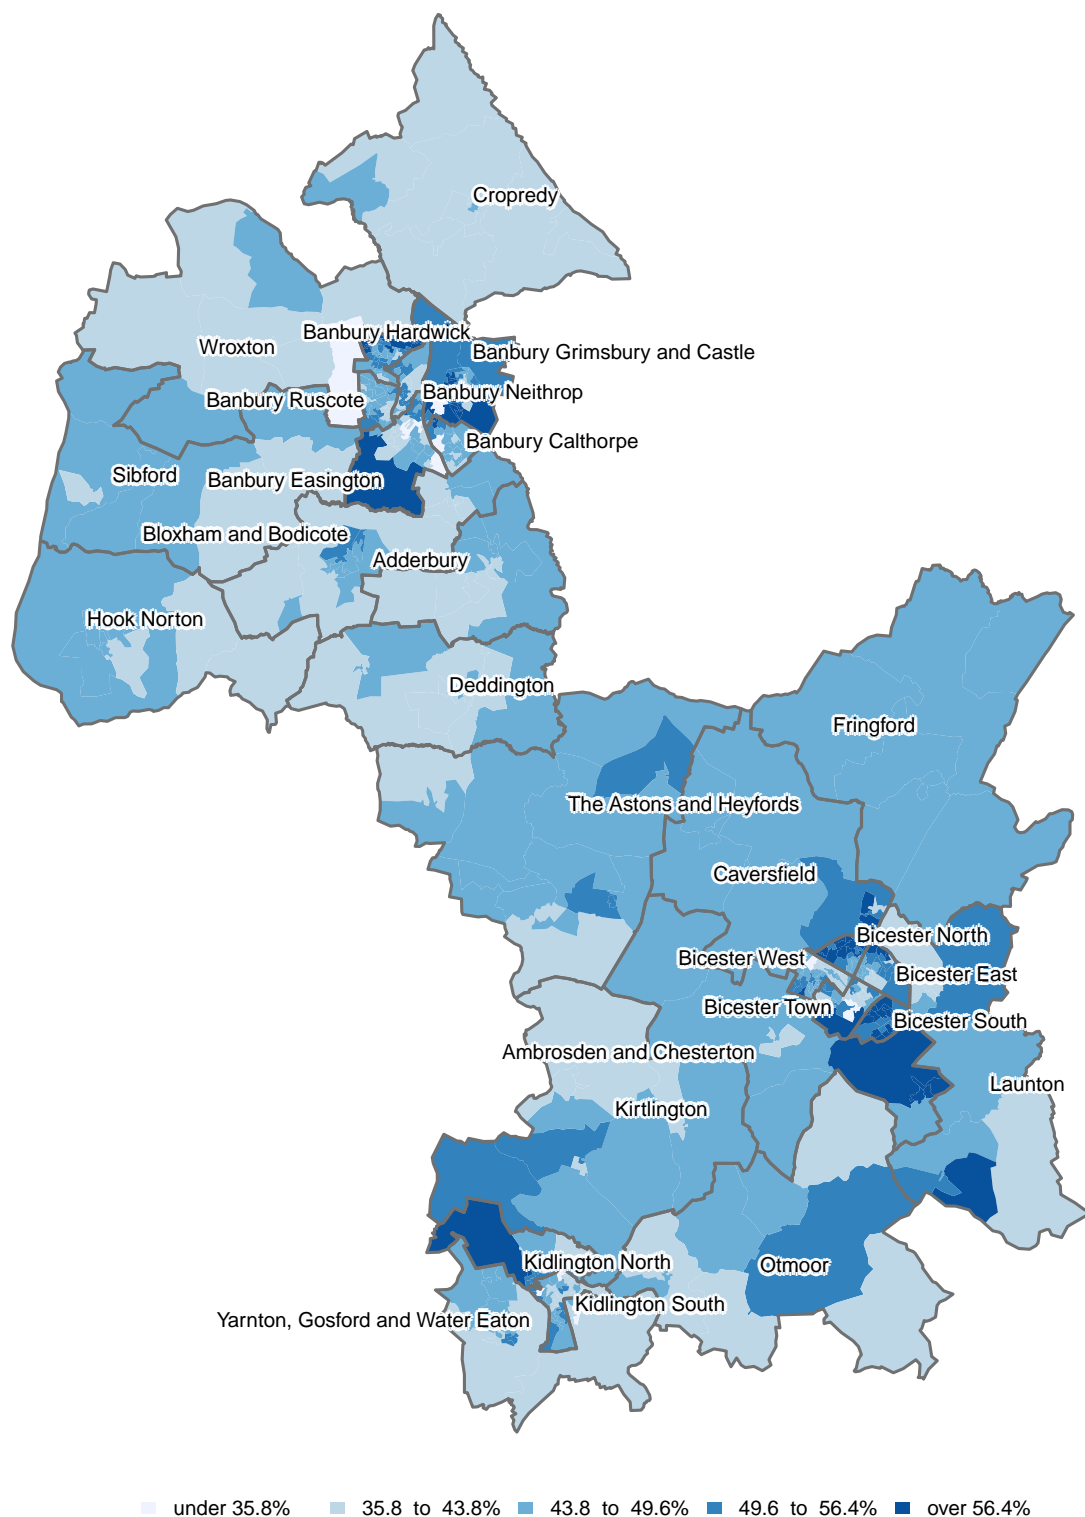 Cropredy
Banbury Hardwick
Wroxton
Banbury Grimsbury and Castle
Banbury Ruscote
Banbury Neithrop
Banbury Calthorpe
Sibford
Banbury Easington
Bloxham and Bodicote
Adderbury
Hook Norton
Deddington
Fringford
The Astons and Heyfords
Caversfield
Bicester North
Bicester West
Bicester East
Bicester Town
Bicester South
Ambrosden and Chesterton
Launton
Kirtlington
Kidlington North
Otmoor
Kidlington South
Yarnton, Gosford and Water Eaton
under 35.8% 35.8 to 43.8% 43.8 to 49.6% 49.6 to 56.4% over 56.4%